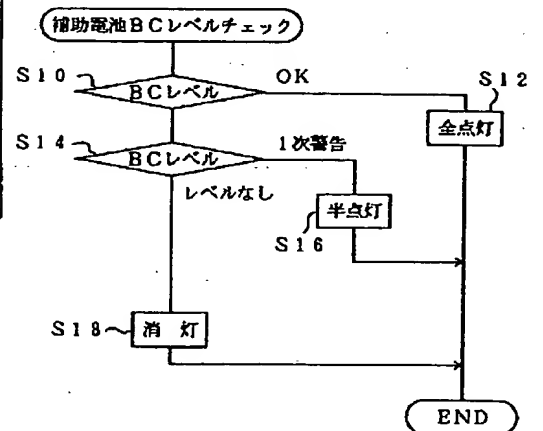 補助電池BCレベルチェック
S10
BCレベル
OK
S12
全点灯
S14
BCレベル
1次警告
レベルなし
半点灯
S16
S18
消 灯
END